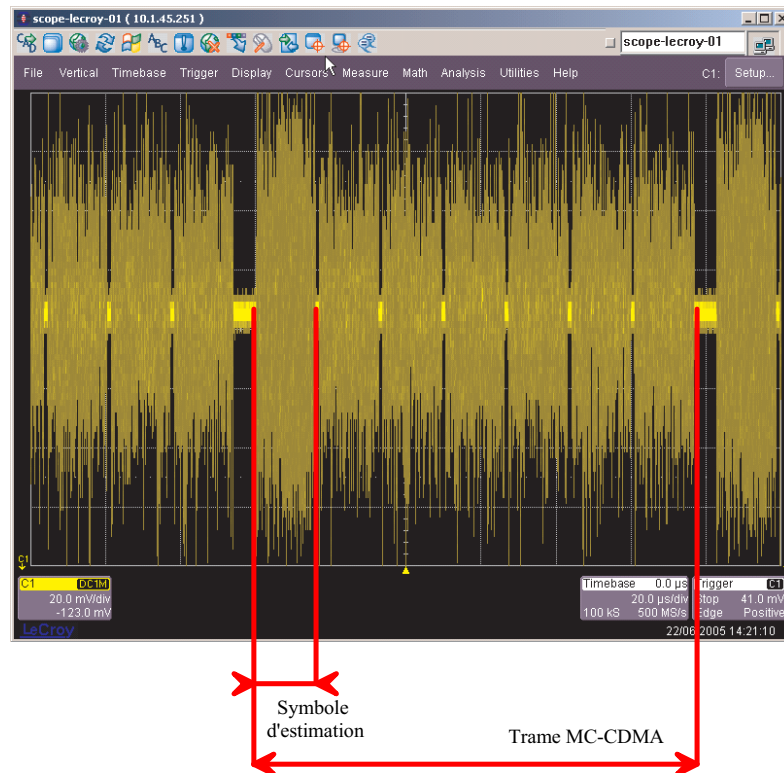 scope-lecroy-01 ( 10.1.45.251 )
scope-lecroy-01
File Vertical Timebase Trigger Display Cursors Measure Math Analysis Utilities Help C1: Setup...
C1
C1 DC1M
20.0 mV/div
-123.0 mV
Timebase 0.0 µs
20.0 µs/div
100 kS 500 MS/s
Trigger C1
Stop 41.0 mV
Edge Positive
LeCroy
22/06/2005 14:21:10
Symbole
d'estimation
Trame MC-CDMA